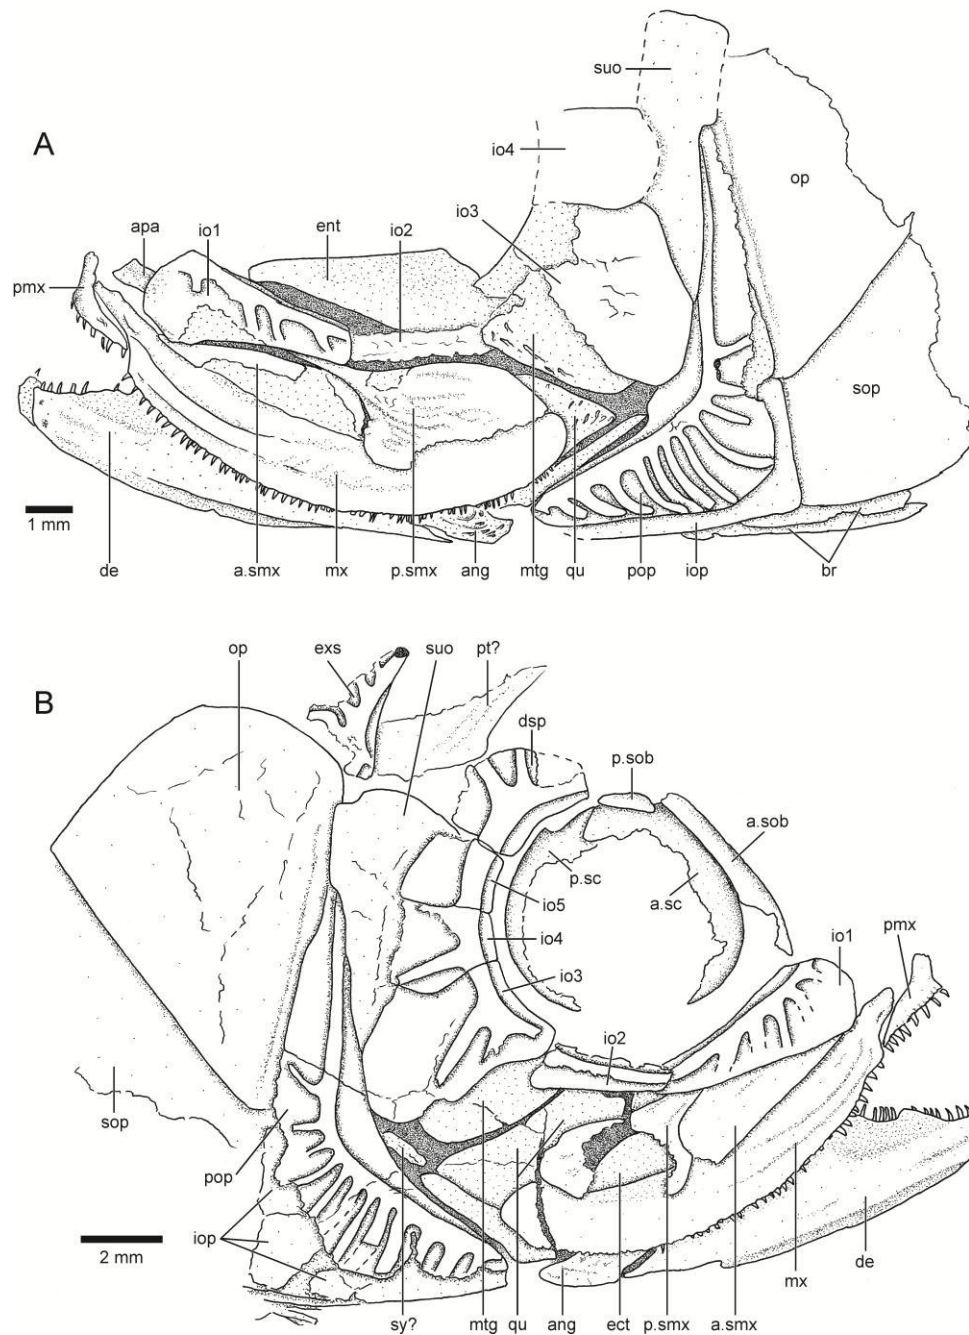 A
suo
io4
op
io3
apa
io1
ent
io2
pmx
sop
1 mm
de
a.smx
mx
p.smx
ang
mtg
qu
pop
iop
br
B
op
exs
suo
pt?
dsp
p.sob
a.sob
p.sc
a.sc
io5
io4
io3
io1
pmx
io2
sop
pop
iop
2 mm
de
mx
sy?
mtg
qu
ang
ect
p.smx
a.smx